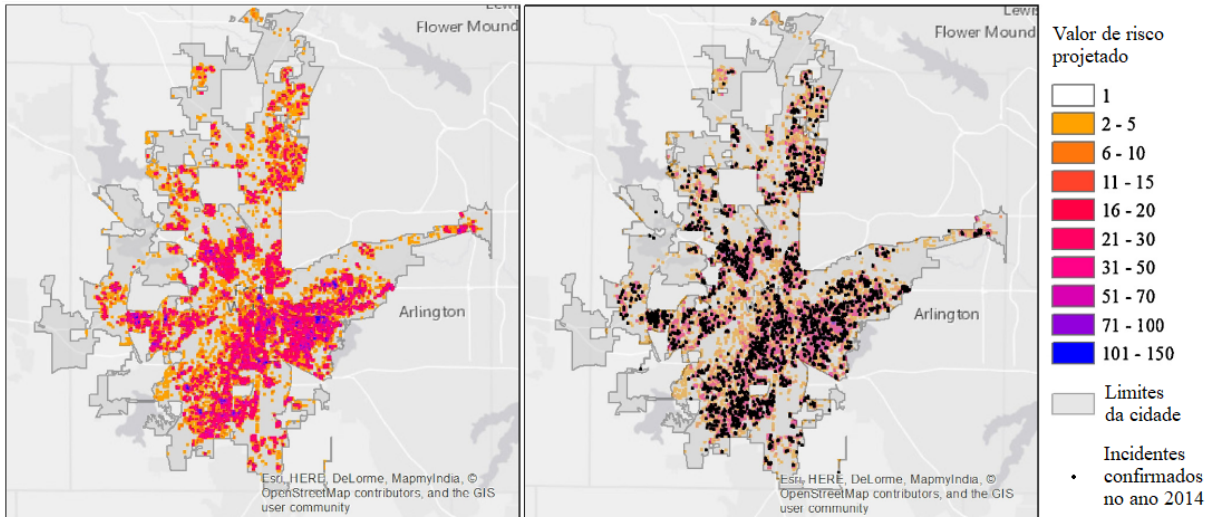 Flower Mound
Arlington
Esri, HERE, DeLorme, MapmyIndia, ©
OpenStreetMap contributors, and the GIS
user community
Flower Mound
Arlington
Esri, HERE, DeLorme, MapmyIndia, ©
OpenStreetMap contributors, and the GIS
user community
Valor de risco
projetado
1
2 - 5
6 - 10
11 - 15
16 - 20
21 - 30
31 - 50
51 - 70
71 - 100
101 - 150
Limites
da cidade
Incidentes
confirmados
no ano 2014